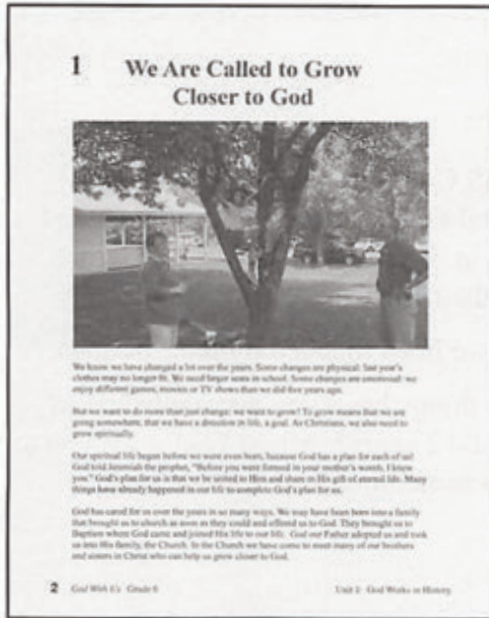 1
We Are Called to Grow
Closer to God
We know we have changed a lot over the years. Some changes are physical: last year's
clothes may no longer fit. We need larger seats in school. Some changes are emotional: we
enjoy different games, movies or TV shows than we did five years ago.
But we want to do more than just change; we want to grow! To grow means that we are
going somewhere, that we have a direction in life, a goal. As Christians, we also need to
grow spiritually.
Our spiritual life began before we were even born, because God has a plan for each of us!
God told Jeremiah the prophet, "Before you were formed in your mother's womb, I knew
you." God's plan for us is that we be united to Him and share in His gift of eternal life. Many
things have already happened in our life to complete God's plan for us.
God has cared for us over the years in so many ways. We may have been born into a family
that brought us to church as soon as they could and offered us to God. They brought us to
Baptism where God came and joined His life to our life. God our Father adopted us and took
us into His family, the Church. In the Church we have come to meet many of our brothers
and sisters in Christ who can help us grow closer to God.
2 God With Us Grade 6
Unit 1: God Works in History